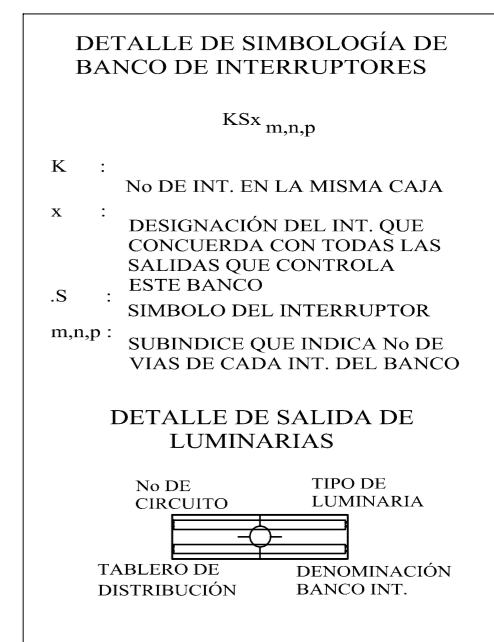 DETALLE DE SIMBOLOGÍA DE
BANCO DE INTERRUPTORES
KSx m,n,p
K :
No DE INT. EN LA MISMA CAJA
x :
DESIGNACIÓN DEL INT. QUE
CONCUERDA CON TODAS LAS
SALIDAS QUE CONTROLA
ESTE BANCO
.S :
SIMBOLO DEL INTERRUPTOR
m,n,p :
SUBINDICE QUE INDICA No DE
VIAS DE CADA INT. DEL BANCO
DETALLE DE SALIDA DE
LUMINARIAS
No DE
CIRCUITO
TIPO DE
LUMINARIA
TABLERO DE
DISTRIBUCIÓN
DENOMINACIÓN
BANCO INT.